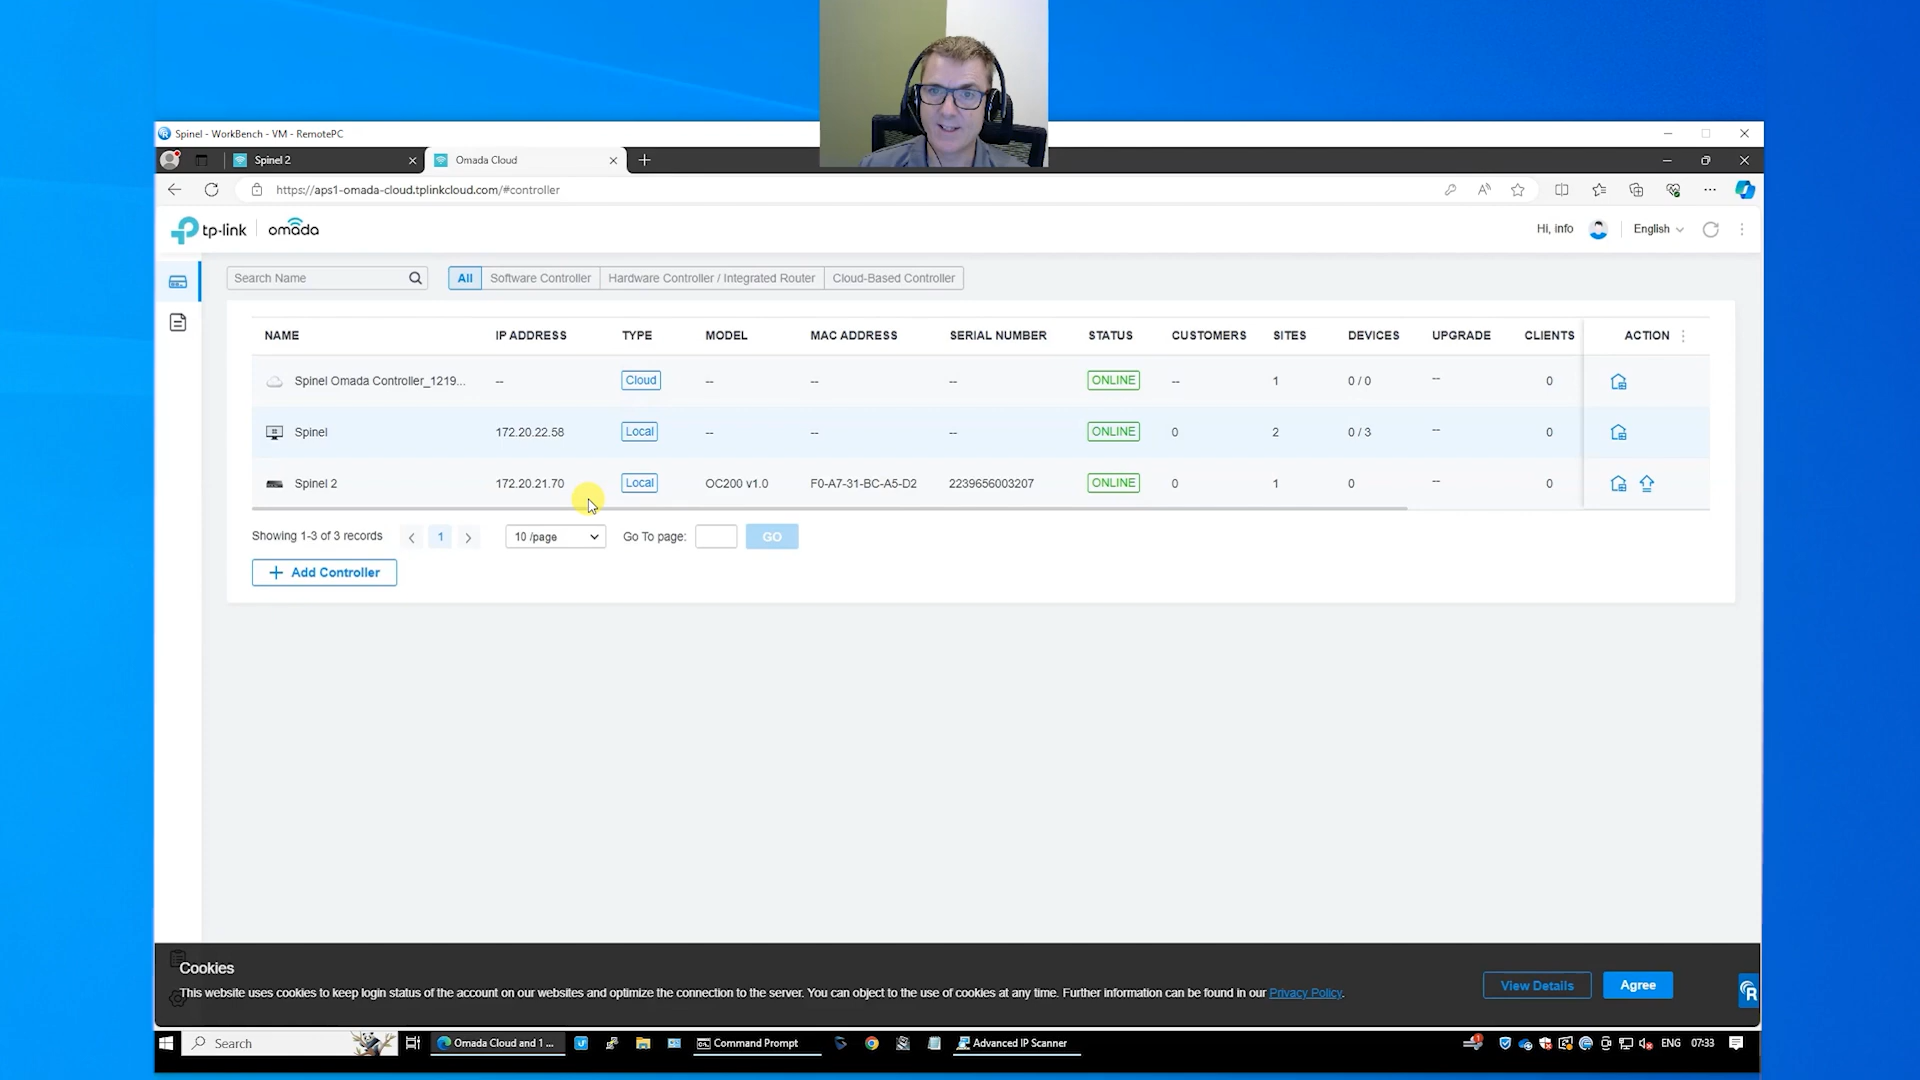 Spinel - WorkBench - VM - RemotePC
Spinel 2
Omada Cloud
https://aps1-omada-cloud.tplinkcloud.com/#controller
tp-link | omada
Hi, info
English
Search Name
All
Software Controller
Hardware Controller / Integrated Router
Cloud-Based Controller
NAME IP ADDRESS TYPE MODEL MAC ADDRESS SERIAL NUMBER STATUS CUSTOMERS SITES DEVICES UPGRADE CLIENTS ACTION
Spinel Omada Controller_1219... -- Cloud -- -- -- ONLINE -- 1 0 / 0 -- 0
Spinel 172.20.22.58 Local -- -- -- ONLINE 0 2 0 / 3 -- 0
Spinel 2 172.20.21.70 Local OC200 v1.0 F0-A7-31-BC-A5-D2 2239656003207 ONLINE 0 1 0 -- 0
Showing 1-3 of 3 records < 1 > 10 /page Go To page: GO
+ Add Controller
Cookies
This website uses cookies to keep login status of the account on our websites and optimize the connection to the server. You can object to the use of cookies at any time. Further information can be found in our Privacy Policy.
View Details
Agree
Search
Omada Cloud and 1 ...
Command Prompt
Advanced IP Scanner
ENG
07:33